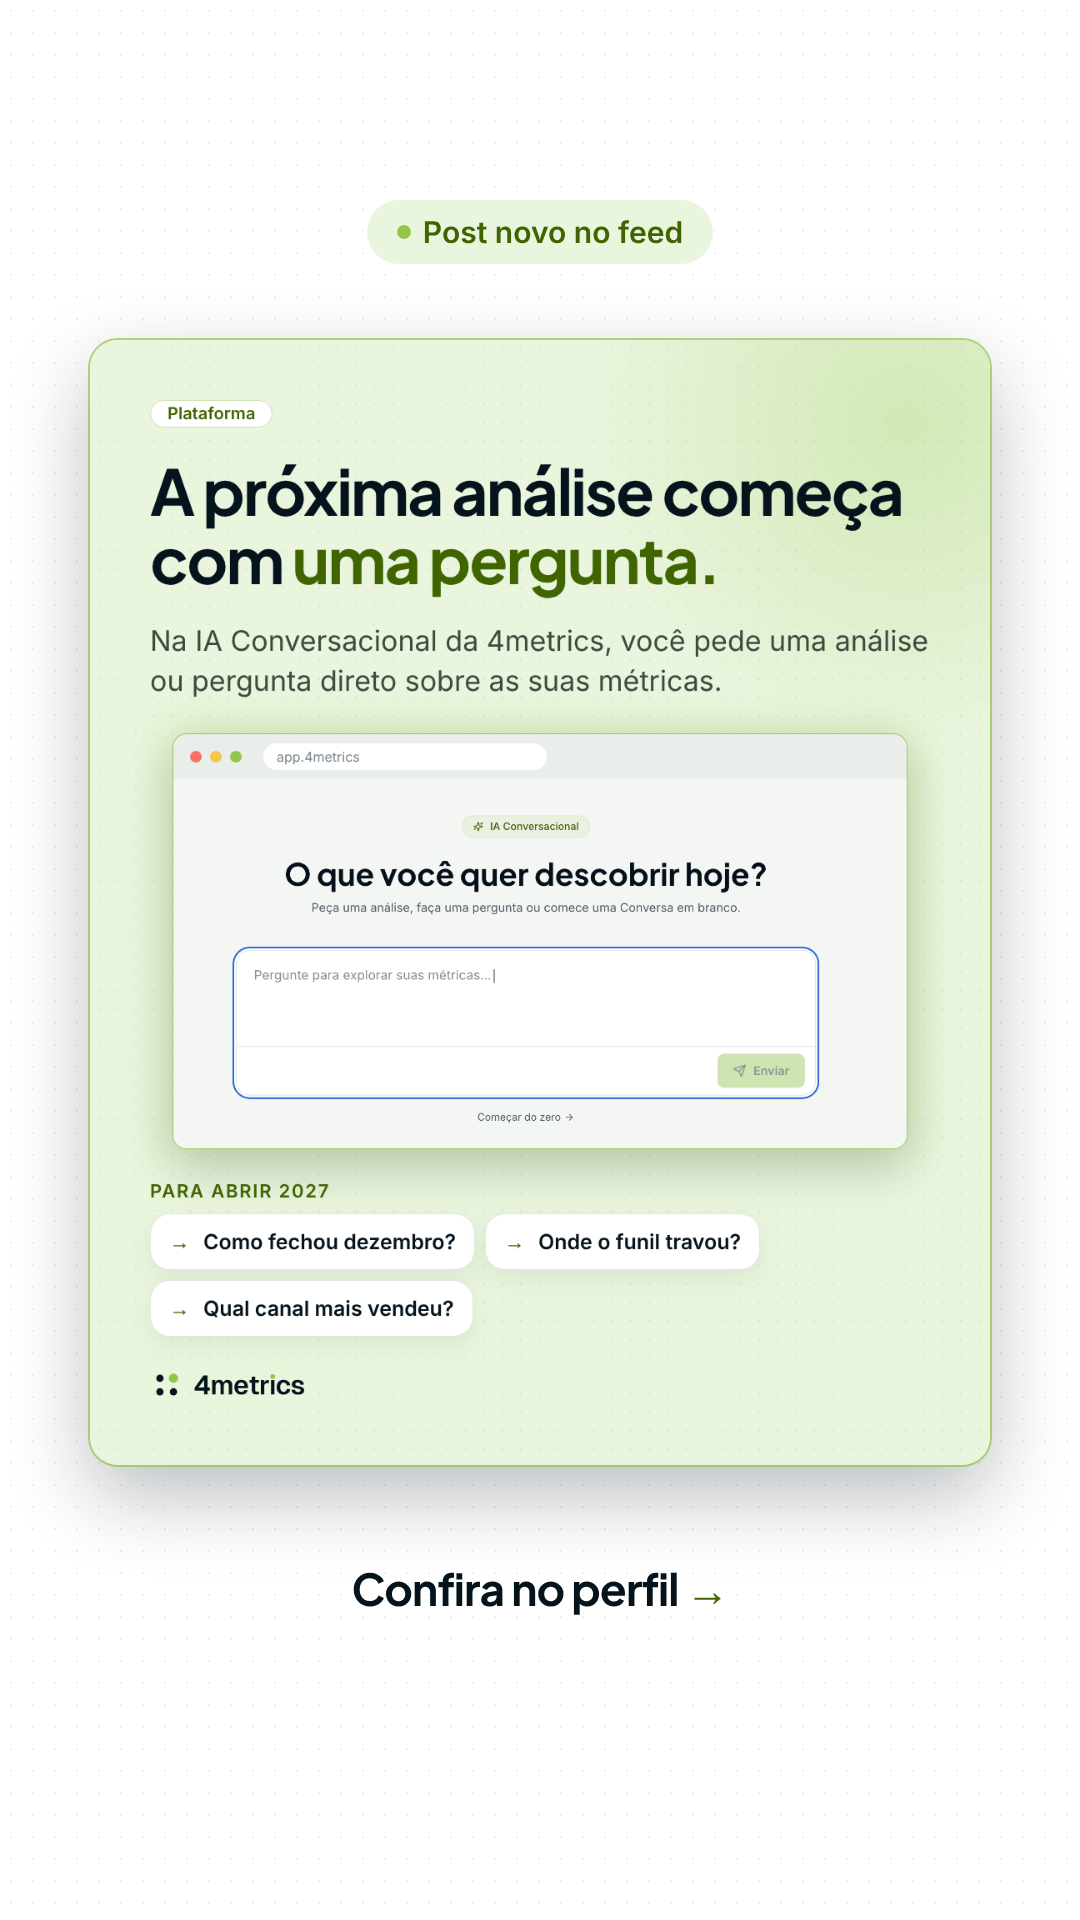 Post novo no feed
Plataforma
A próxima análise começa
com uma pergunta.
Na IA Conversacional da 4metrics, você pede uma análise
ou pergunta direto sobre as suas métricas.
app.4metrics
IA Conversacional
O que você quer descobrir hoje?
Peça uma análise, faça uma pergunta ou comece uma Conversa em branco.
Pergunte para explorar suas métricas...
Enviar
Começar do zero →
PARA ABRIR 2027
→ Como fechou dezembro?
→ Onde o funil travou?
→ Qual canal mais vendeu?
4metrics
Confira no perfil →